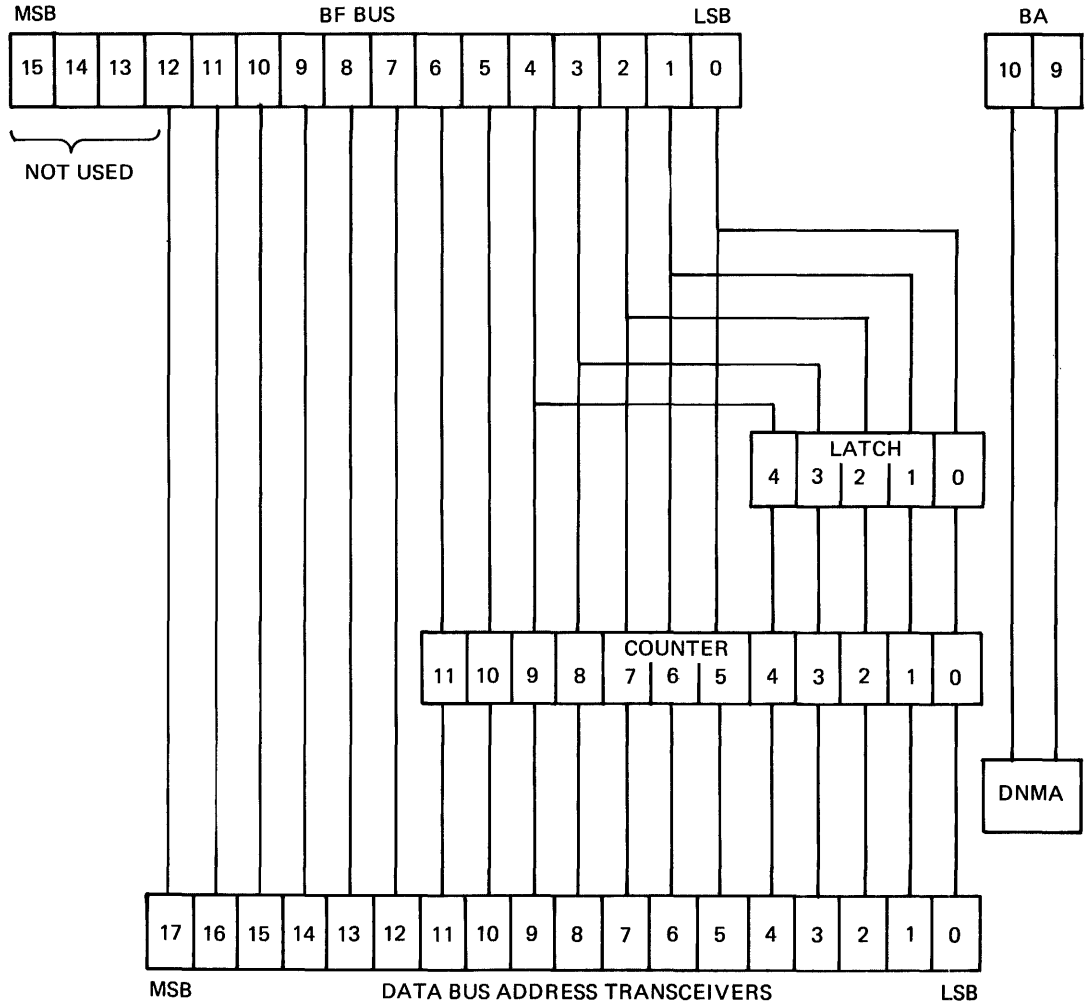 MSB BF BUS LSB BA
15 14 13 12 11 10 9 8 7 6 5 4 3 2 1 0 10 9
NOT USED
LATCH
4 3 2 1 0
COUNTER
11 10 9 8 7 6 5 4 3 2 1 0
DNMA
17 16 15 14 13 12 11 10 9 8 7 6 5 4 3 2 1 0
MSB DATA BUS ADDRESS TRANSCEIVERS LSB